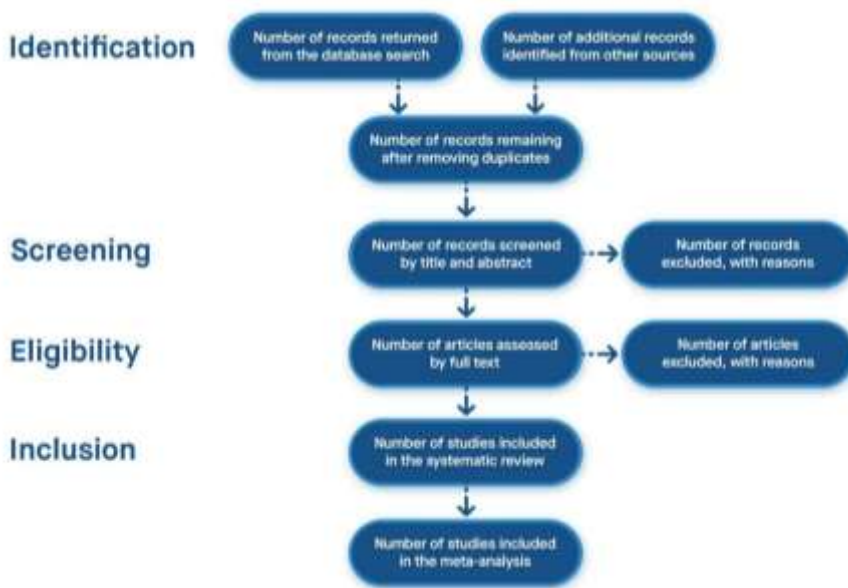 Identification
Number of records returned
from the database search
Number of additional records
identified from other sources
Number of records remaining
after removing duplicates
Screening
Number of records screened
by title and abstract
Number of records
excluded, with reasons
Eligibility
Number of articles assessed
by full text
Number of articles
excluded, with reasons
Inclusion
Number of studies included
in the systematic review
Number of studies included
in the meta-analysis